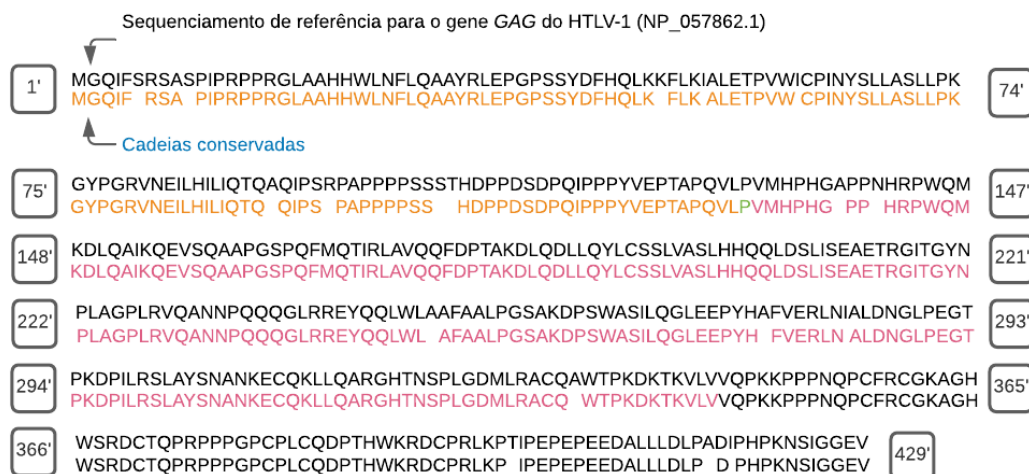 Sequenciamento de referência para o gene GAG do HTLV-1 (NP_057862.1)
1' MGQIFSRSASPIPRPPRGLAAHHWLNFLQAAYRLEPGPSSYDFHQLKKFLKIALETPVWICPINYSLLASLLPK 74'
MGQIF RSA PIPRPPRGLAAHHWLNFLQAAYRLEPGPSSYDFHQLK FLK ALETPVW CPINYSLLASLLPK
Cadeias conservadas
75' GYPGRVNEILHILIQTQAQIPSRPAPPPPSSSTHDPPDSDPQIPPPYVEPTAPQVLPVMHPHGAPPNHRPWQM 147'
GYPGRVNEILHILIQTQ QIPS PAPPPPSS HDPPDSDPQIPPPYVEPTAPQVLPVMHPHG PP HRPWQM
148' KDLQAIKQEVSQAAPGSPQFMQTIRLAVQQFDPTAKDLQDLLQYLCSSLVASLHHQQLDSLISEAETRGITGYN 221'
KDLQAIKQEVSQAAPGSPQFMQTIRLAVQQFDPTAKDLQDLLQYLCSSLVASLHHQQLDSLISEAETRGITGYN
222' PLAGPLRVQANNPQQQGLRREYQQLWLAAFAALPGSAKDPSWASILQGLEEPYHAFVERLNIALDNGLPEGT 293'
PLAGPLRVQANNPQQQGLRREYQQLWL AFAALPGSAKDPSWASILQGLEEPYH FVERLN ALDNGLPEGT
294' PKDPILRSLAYSNANKECQKLLQARGHTNSPLGDMLRACQAWTPKDKTKVLVVQPKKPPPNQPCFRCGKAGH 365'
PKDPILRSLAYSNANKECQKLLQARGHTNSPLGDMLRACQ WTPKDKTKVLVVQPKKPPPNQPCFRCGKAGH
366' WSRDCTQPRPPPGPCPLCQDPTHWKRDCPRLKPTIPEPEPEEDALLLDLPADIPHPKNSIGGEV 429'
WSRDCTQPRPPPGPCPLCQDPTHWKRDCPRLKP IPEPEPEEDALLLDLP D PHPKNSIGGEV